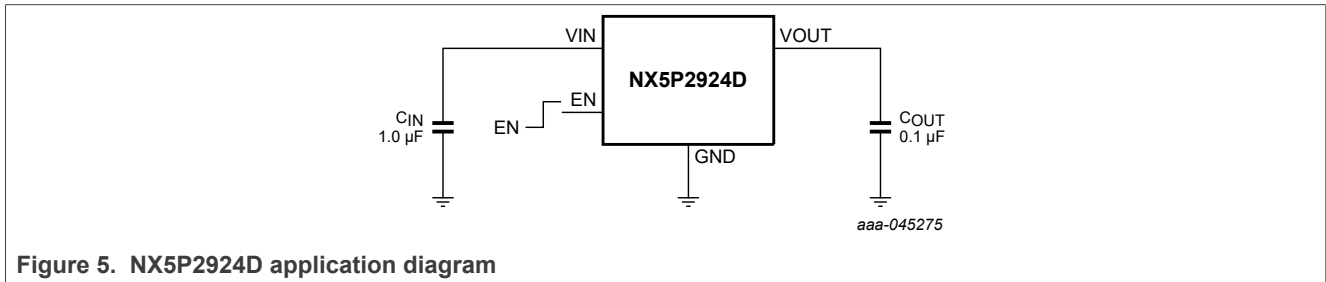 VIN
VOUT
NX5P2924D
EN
EN
CIN
1.0 µF
COUT
0.1 µF
GND
aaa-045275
Figure 5. NX5P2924D application diagram